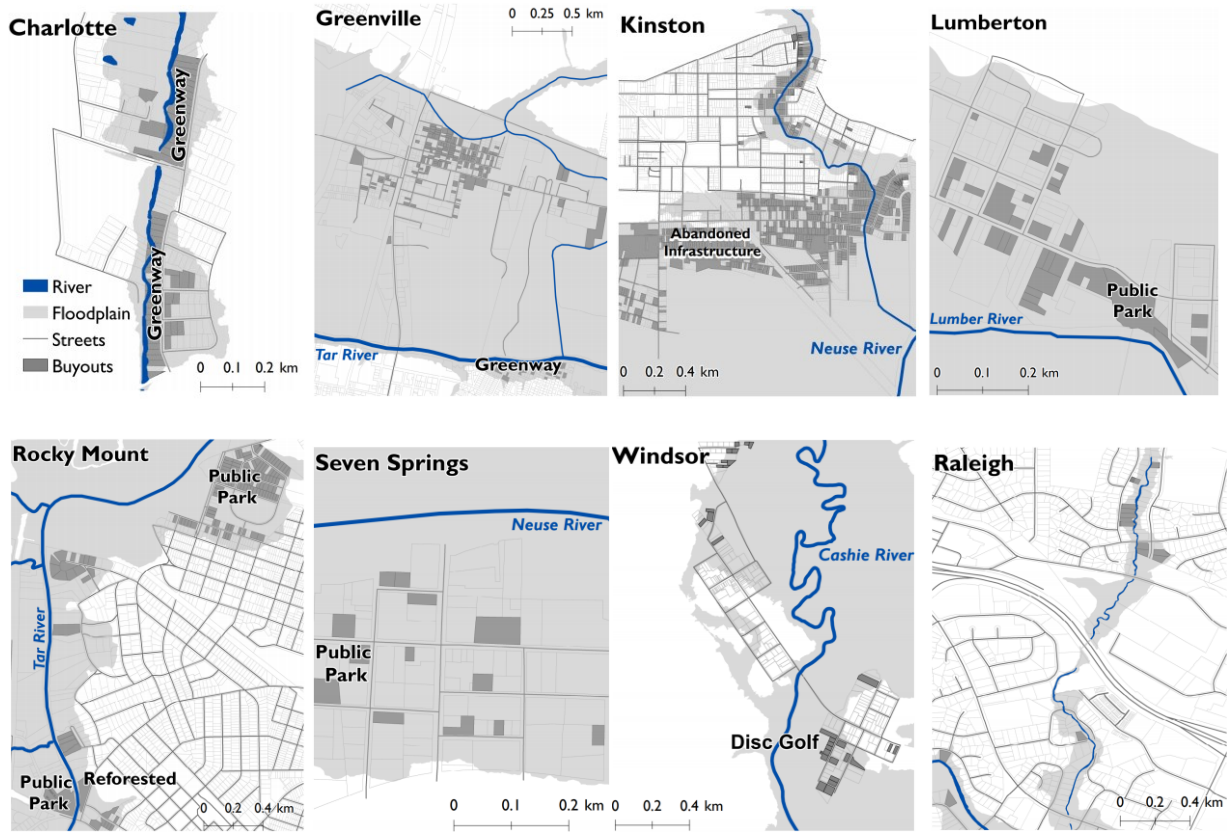 Charlotte
Greenway
Greenway
River
Floodplain
Streets
Buyouts
0 0.1 0.2 km
Greenville
0 0.25 0.5 km
Tar River
Greenway
Kinston
Abandoned
Infrastructure
Neuse River
0 0.2 0.4 km
Lumberton
Public
Park
Lumber River
0 0.1 0.2 km
Rocky Mount
Public
Park
Tar River
Public
Park
Reforested
0 0.2 0.4 km
Seven Springs
Neuse River
Public
Park
0 0.1 0.2 km
Windsor
Cashie River
Disc Golf
0 0.2 0.4 km
Raleigh
0 0.2 0.4 km